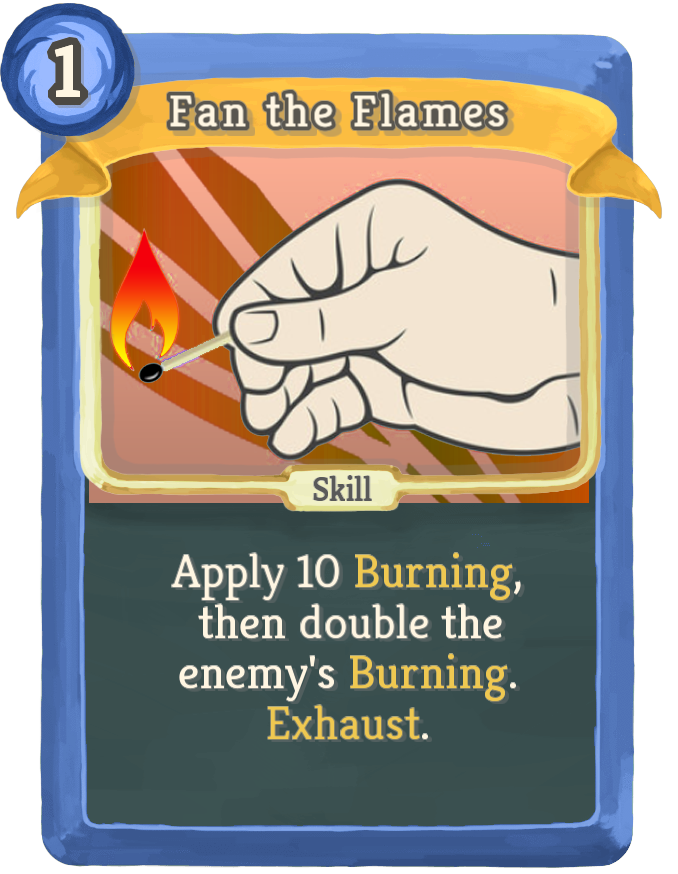 1
Fan the Flames
Skill
Apply 10 Burning,
then double the
enemy's Burning.
Exhaust.